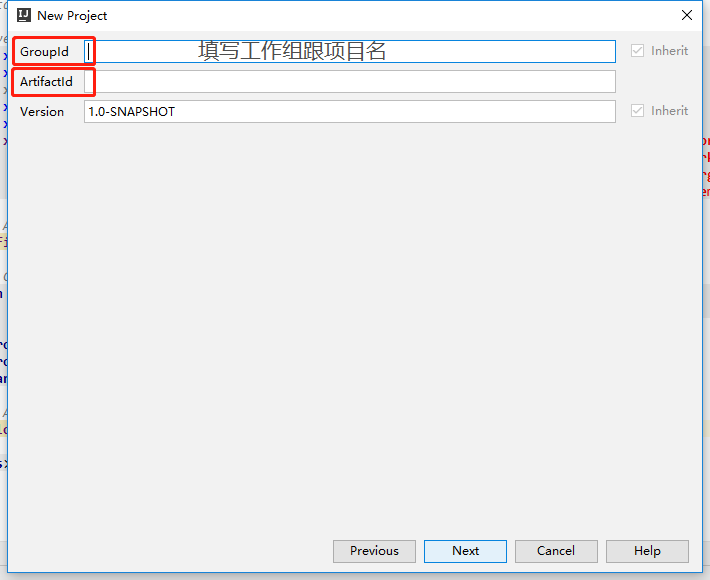 IJ New Project
GroupId 填写工作组跟项目名 Inherit
ArtifactId
Version 1.0-SNAPSHOT Inherit
Previous Next Cancel Help